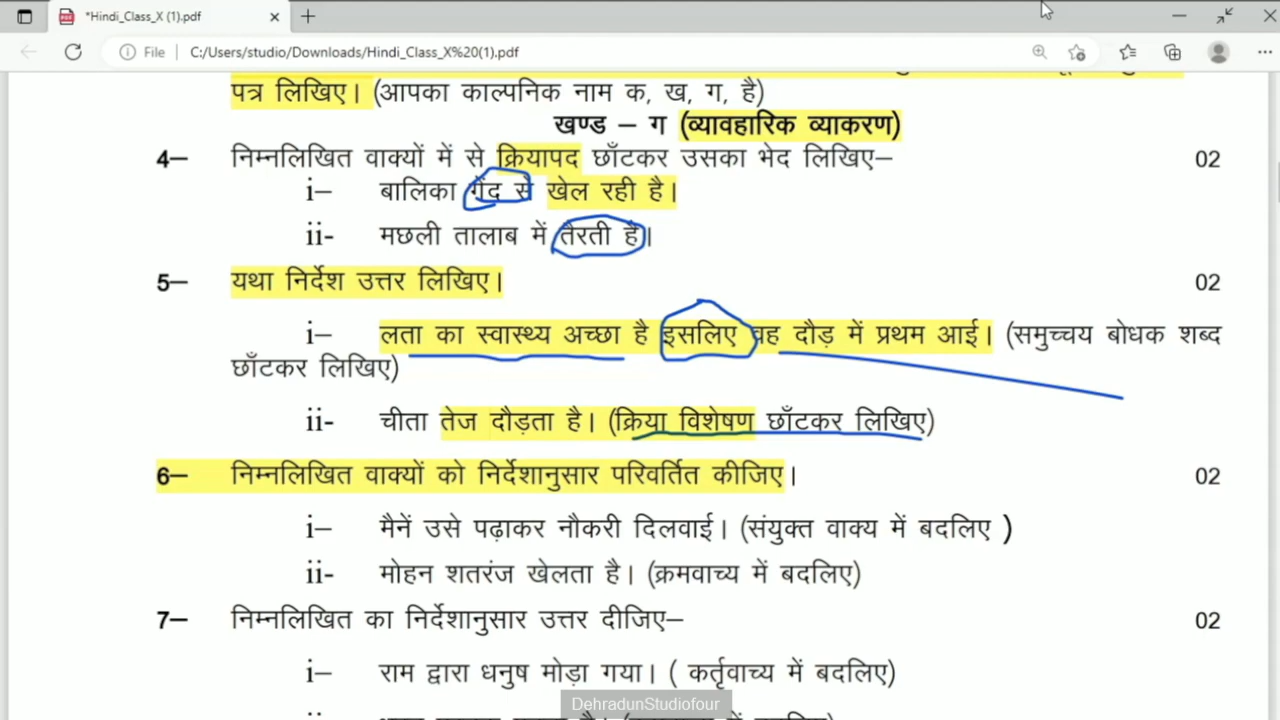 *Hindi_Class_X (1).pdf
File C:/Users/studio/Downloads/Hindi_Class_X%20(1).pdf
पत्र लिखिए। (आपका काल्पनिक नाम क, ख, ग, है)
खण्ड – ग (व्यावहारिक व्याकरण)
4– निम्नलिखित वाक्यों में से क्रियापद छाँटकर उसका भेद लिखिए– 02
i– बालिका गेंद से खेल रही है।
ii- मछली तालाब में तैरती है।
5– यथा निर्देश उत्तर लिखिए। 02
i– लता का स्वास्थ्य अच्छा है इसलिए वह दौड़ में प्रथम आई। (समुच्चय बोधक शब्द
छाँटकर लिखिए)
ii- चीता तेज दौड़ता है। (क्रिया विशेषण छाँटकर लिखिए)
6– निम्नलिखित वाक्यों को निर्देशानुसार परिवर्तित कीजिए। 02
i– मैनें उसे पढ़ाकर नौकरी दिलवाई। (संयुक्त वाक्य में बदलिए )
ii- मोहन शतरंज खेलता है। (क्रमवाच्य में बदलिए)
7– निम्नलिखित का निर्देशानुसार उत्तर दीजिए– 02
i– राम द्वारा धनुष मोड़ा गया। ( कर्तृवाच्य में बदलिए)
DehradunStudiofour